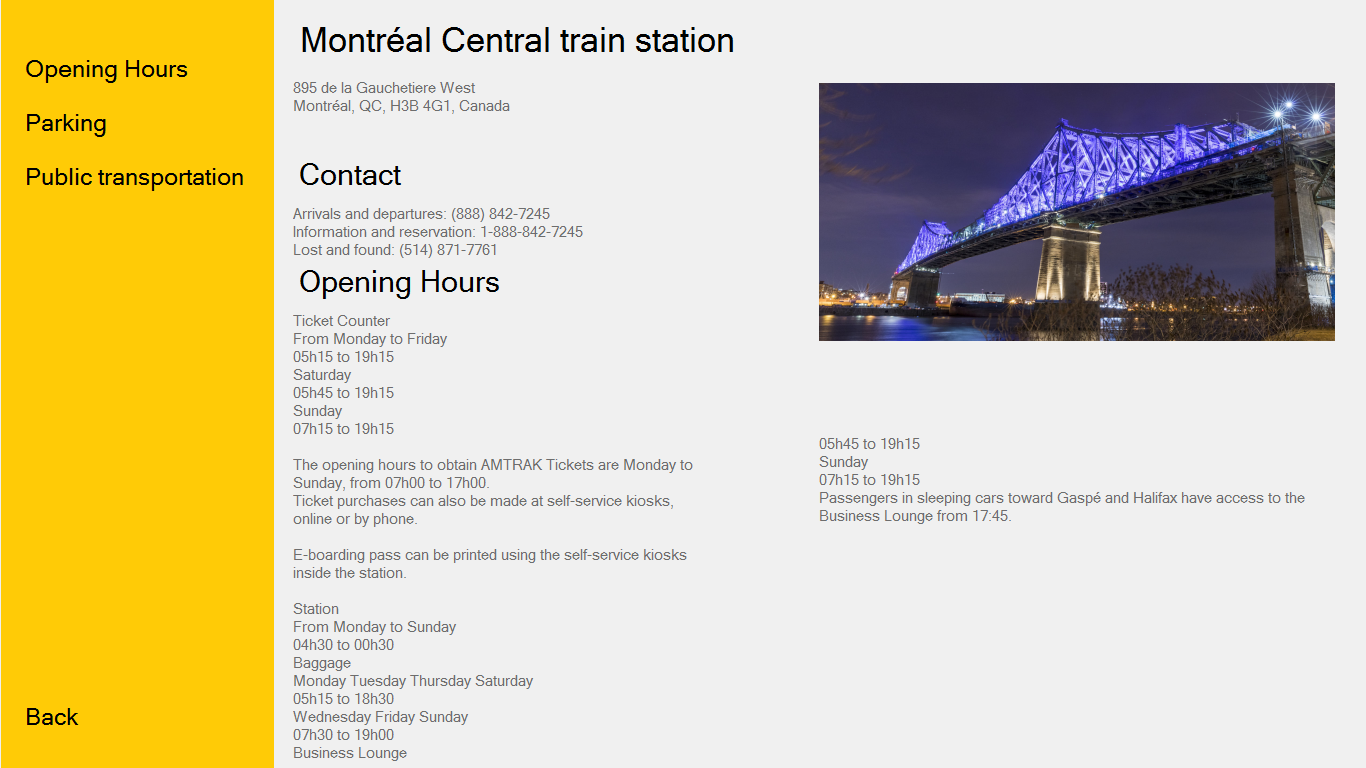 Opening Hours
Parking
Public transportation
Back
Montréal Central train station
895 de la Gauchetiere West
Montréal, QC, H3B 4G1, Canada
Contact
Arrivals and departures: (888) 842-7245
Information and reservation: 1-888-842-7245
Lost and found: (514) 871-7761
Opening Hours
Ticket Counter
From Monday to Friday
05h15 to 19h15
Saturday
05h45 to 19h15
Sunday
07h15 to 19h15
The opening hours to obtain AMTRAK Tickets are Monday to
Sunday, from 07h00 to 17h00.
Ticket purchases can also be made at self-service kiosks,
online or by phone.
E-boarding pass can be printed using the self-service kiosks
inside the station.
Station
From Monday to Sunday
04h30 to 00h30
Baggage
Monday Tuesday Thursday Saturday
05h15 to 18h30
Wednesday Friday Sunday
07h30 to 19h00
Business Lounge
05h45 to 19h15
Sunday
07h15 to 19h15
Passengers in sleeping cars toward Gaspé and Halifax have access to the
Business Lounge from 17:45.